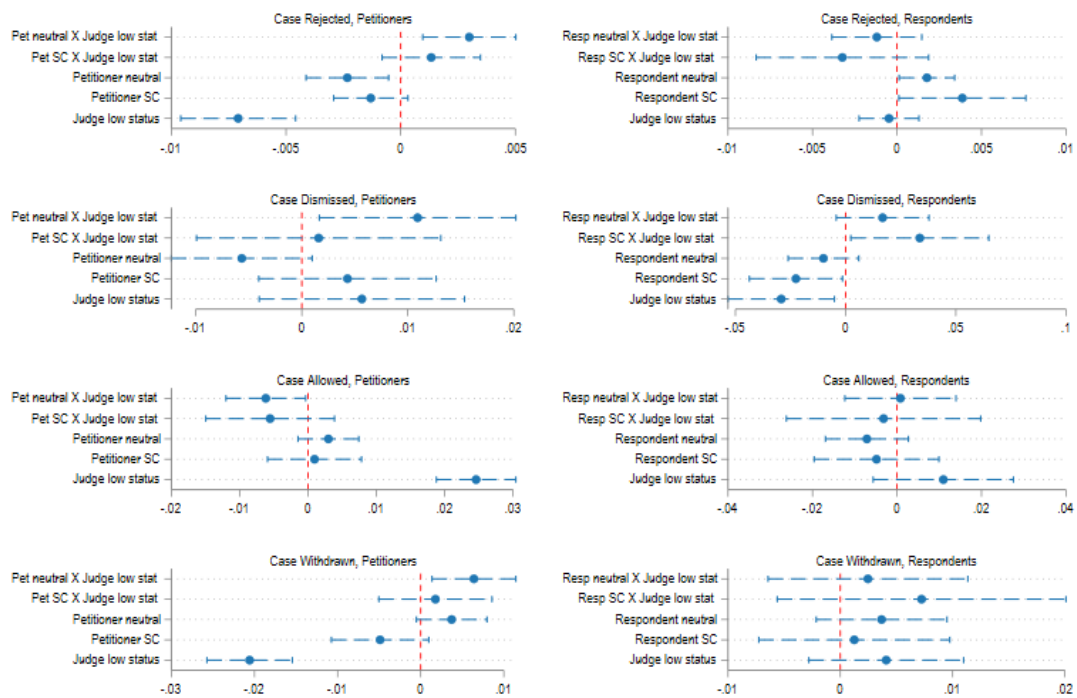 Case Rejected, Petitioners
Pet neutral X Judge low stat
Pet SC X Judge low stat
Petitioner neutral
Petitioner SC
Judge low status
-.01 -.005 0 .005
Case Rejected, Respondents
Resp neutral X Judge low stat
Resp SC X Judge low stat
Respondent neutral
Respondent SC
Judge low status
-.01 -.005 0 .005 .01
Case Dismissed, Petitioners
Pet neutral X Judge low stat
Pet SC X Judge low stat
Petitioner neutral
Petitioner SC
Judge low status
-.01 0 .01 .02
Case Dismissed, Respondents
Resp neutral X Judge low stat
Resp SC X Judge low stat
Respondent neutral
Respondent SC
Judge low status
-.05 0 .05 .1
Case Allowed, Petitioners
Pet neutral X Judge low stat
Pet SC X Judge low stat
Petitioner neutral
Petitioner SC
Judge low status
-.02 -.01 0 .01 .02 .03
Case Allowed, Respondents
Resp neutral X Judge low stat
Resp SC X Judge low stat
Respondent neutral
Respondent SC
Judge low status
-.04 -.02 0 .02 .04
Case Withdrawn, Petitioners
Pet neutral X Judge low stat
Pet SC X Judge low stat
Petitioner neutral
Petitioner SC
Judge low status
-.03 -.02 -.01 0 .01
Case Withdrawn, Respondents
Resp neutral X Judge low stat
Resp SC X Judge low stat
Respondent neutral
Respondent SC
Judge low status
-.01 0 .01 .02